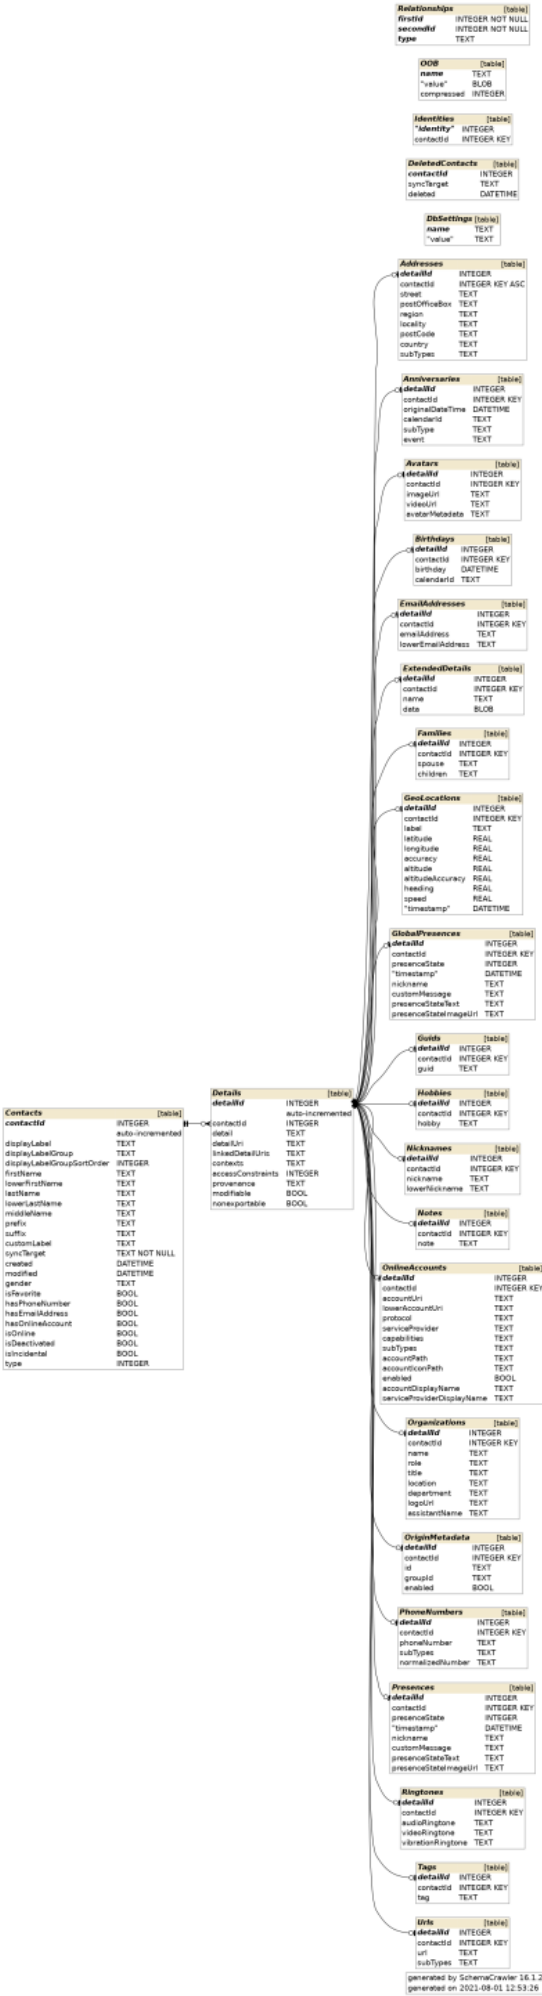 Relationships [table]
firstId INTEGER NOT NULL
secondId INTEGER NOT NULL
type TEXT
OOB [table]
name TEXT
"value" BLOB
compressed INTEGER
Identities [table]
"identity" INTEGER
contactId INTEGER KEY
DeletedContacts [table]
contactId INTEGER
syncTarget TEXT
deleted DATETIME
DbSettings [table]
name TEXT
"value" TEXT
Addresses [table]
detailId INTEGER
contactId INTEGER KEY ASC
street TEXT
postOfficeBox TEXT
region TEXT
locality TEXT
postCode TEXT
country TEXT
subTypes TEXT
Anniversaries [table]
detailId INTEGER
contactId INTEGER KEY
originalDateTime DATETIME
calendarId TEXT
subType TEXT
event TEXT
Avatars [table]
detailId INTEGER
contactId INTEGER KEY
imageUrl TEXT
videoUrl TEXT
avatarMetadata TEXT
Birthdays [table]
detailId INTEGER
contactId INTEGER KEY
birthday DATETIME
calendarId TEXT
EmailAddresses [table]
detailId INTEGER
contactId INTEGER KEY
emailAddress TEXT
lowerEmailAddress TEXT
ExtendedDetails [table]
detailId INTEGER
contactId INTEGER KEY
name TEXT
data BLOB
Families [table]
detailId INTEGER
contactId INTEGER KEY
spouse TEXT
children TEXT
GeoLocations [table]
detailId INTEGER
contactId INTEGER KEY
label TEXT
latitude REAL
longitude REAL
accuracy REAL
altitude REAL
altitudeAccuracy REAL
heading REAL
speed REAL
"timestamp" DATETIME
GlobalPresences [table]
detailId INTEGER
contactId INTEGER KEY
presenceState INTEGER
"timestamp" DATETIME
nickname TEXT
customMessage TEXT
presenceStateText TEXT
presenceStateImageUrl TEXT
Guids [table]
detailId INTEGER
contactId INTEGER KEY
guid TEXT
Contacts [table]
contactId INTEGER
auto-incremented
displayLabel TEXT
displayLabelGroup TEXT
displayLabelGroupSortOrder INTEGER
firstName TEXT
lowerFirstName TEXT
lastName TEXT
lowerLastName TEXT
middleName TEXT
prefix TEXT
suffix TEXT
customLabel TEXT
syncTarget TEXT NOT NULL
created DATETIME
modified DATETIME
gender TEXT
isFavorite BOOL
hasPhoneNumber BOOL
hasEmailAddress BOOL
hasOnlineAccount BOOL
isOnline BOOL
isDeactivated BOOL
isIncidental BOOL
type INTEGER
Details [table]
detailId INTEGER
auto-incremented
contactId INTEGER
detail TEXT
detailUri TEXT
linkedDetailUris TEXT
contexts TEXT
accessConstraints INTEGER
provenance TEXT
modifiable BOOL
nonexportable BOOL
Hobbies [table]
detailId INTEGER
contactId INTEGER KEY
hobby TEXT
Nicknames [table]
detailId INTEGER
contactId INTEGER KEY
nickname TEXT
lowerNickname TEXT
Notes [table]
detailId INTEGER
contactId INTEGER KEY
note TEXT
OnlineAccounts [table]
detailId INTEGER
contactId INTEGER KEY
accountUri TEXT
lowerAccountUri TEXT
protocol TEXT
serviceProvider TEXT
capabilities TEXT
subTypes TEXT
accountPath TEXT
accountIconPath TEXT
enabled BOOL
accountDisplayName TEXT
serviceProviderDisplayName TEXT
Organizations [table]
detailId INTEGER
contactId INTEGER KEY
name TEXT
role TEXT
title TEXT
location TEXT
department TEXT
logoUrl TEXT
assistantName TEXT
OriginMetadata [table]
detailId INTEGER
contactId INTEGER KEY
id TEXT
groupId TEXT
enabled BOOL
PhoneNumbers [table]
detailId INTEGER
contactId INTEGER KEY
phoneNumber TEXT
subTypes TEXT
normalizedNumber TEXT
Presences [table]
detailId INTEGER
contactId INTEGER KEY
presenceState INTEGER
"timestamp" DATETIME
nickname TEXT
customMessage TEXT
presenceStateText TEXT
presenceStateImageUrl TEXT
Ringtones [table]
detailId INTEGER
contactId INTEGER KEY
audioRingtone TEXT
videoRingtone TEXT
vibrationRingtone TEXT
Tags [table]
detailId INTEGER
contactId INTEGER KEY
tag TEXT
Urls [table]
detailId INTEGER
contactId INTEGER KEY
url TEXT
subTypes TEXT
generated by SchemaCrawler 16.1.2
generated on 2021-08-01 12:53:26